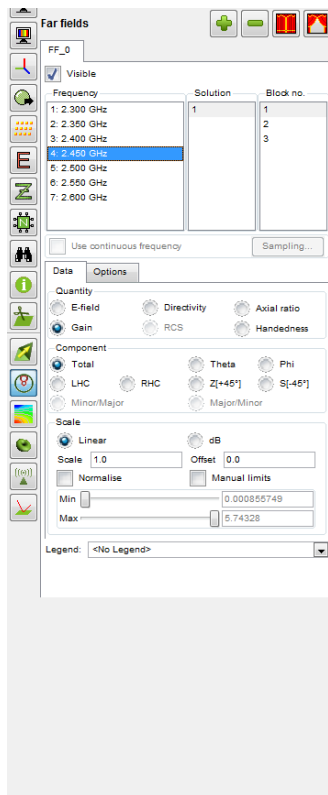 Far fields
FF_0
Visible
Frequency Solution Block no.
1: 2.300 GHz 1 1
2: 2.350 GHz 2
3: 2.400 GHz 3
4: 2.450 GHz
5: 2.500 GHz
6: 2.550 GHz
7: 2.600 GHz
Use continuous frequency Sampling...
Data Options
Quantity
E-field Directivity Axial ratio
Gain RCS Handedness
Component
Total Theta Phi
LHC RHC Z[+45°] S[-45°]
Minor/Major Major/Minor
Scale
Linear dB
Scale 1.0 Offset 0.0
Normalise Manual limits
Min 0.000855749
Max 5.74328
Legend: <No Legend>
E
Z
N
i
((o))